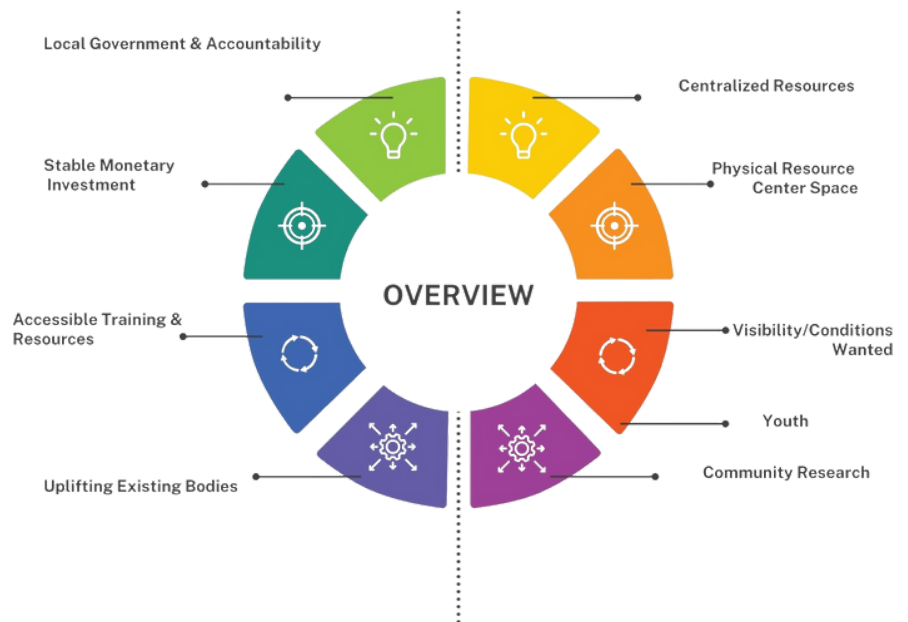 Local Government & Accountability
Centralized Resources
Stable Monetary
Investment
Physical Resource
Center Space
OVERVIEW
Accessible Training &
Resources
Visibility/Conditions
Wanted
Youth
Uplifting Existing Bodies
Community Research